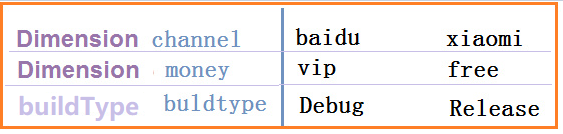 Dimension channel baidu xiaomi
Dimension money vip free
buildType buldtype Debug Release